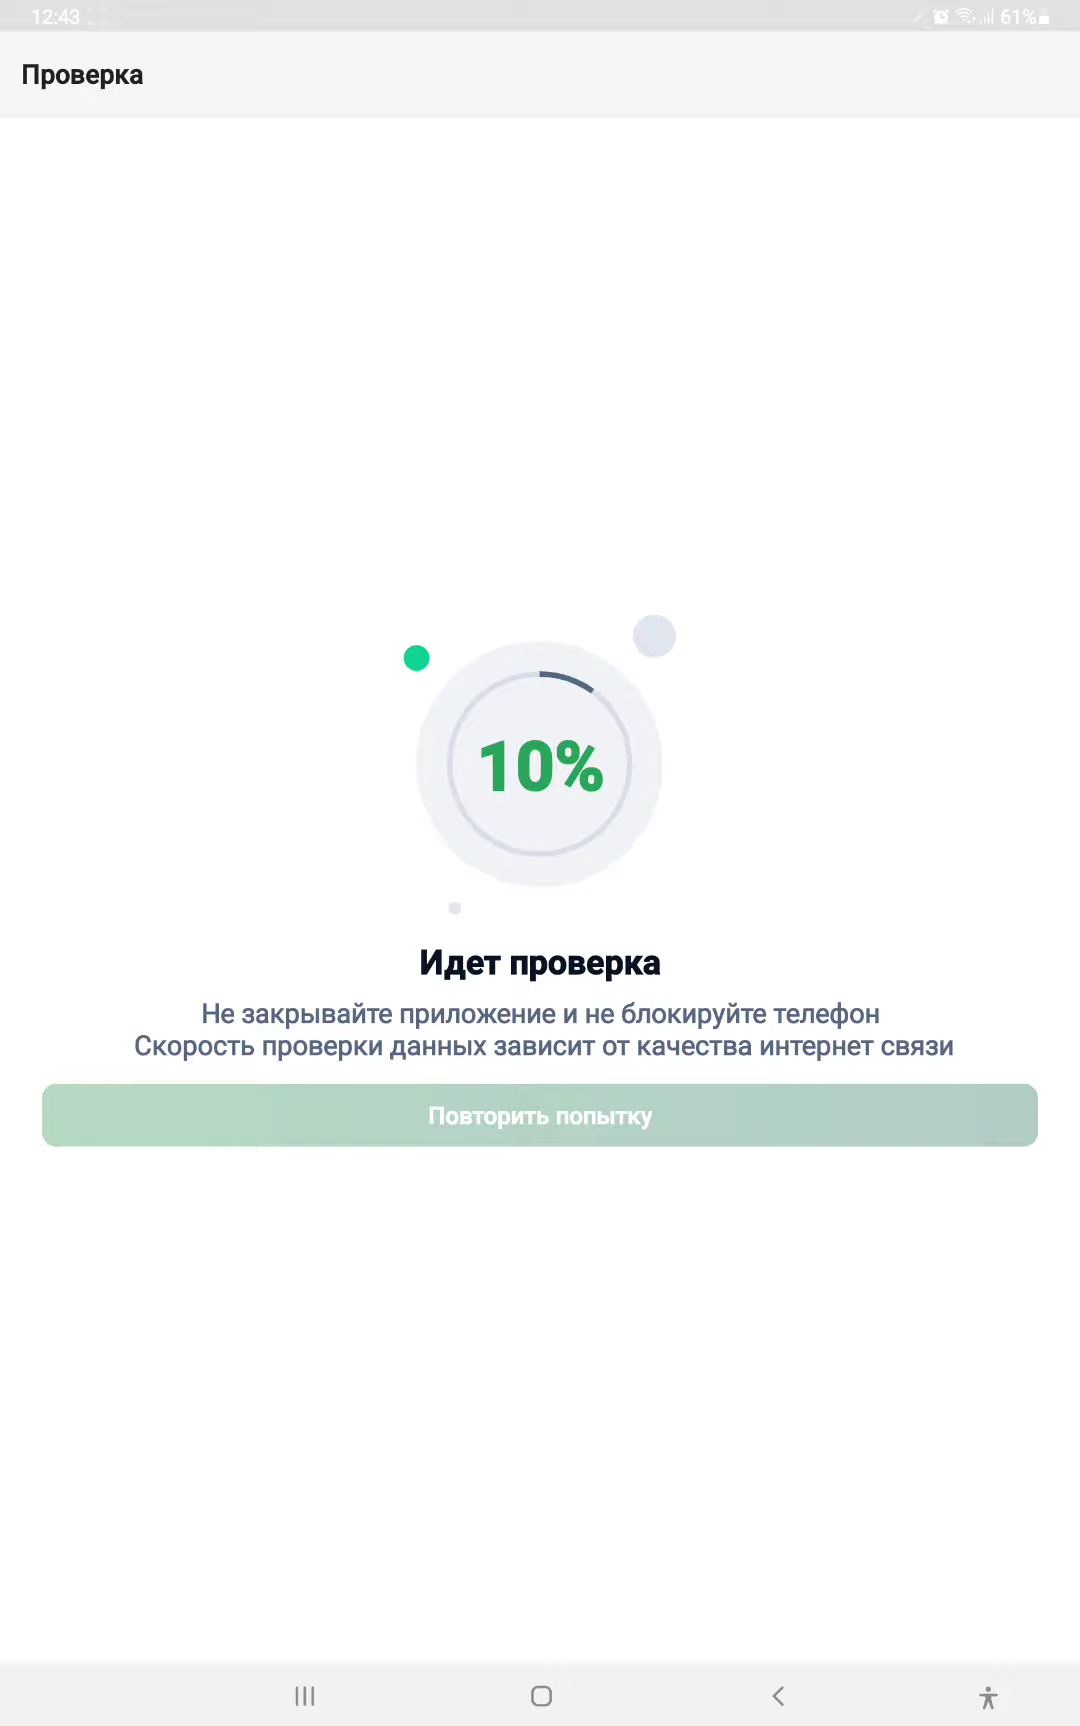 12:43
61%
Проверка
10%
Идет проверка
Не закрывайте приложение и не блокируйте телефон
Скорость проверки данных зависит от качества интернет связи
Повторить попытку